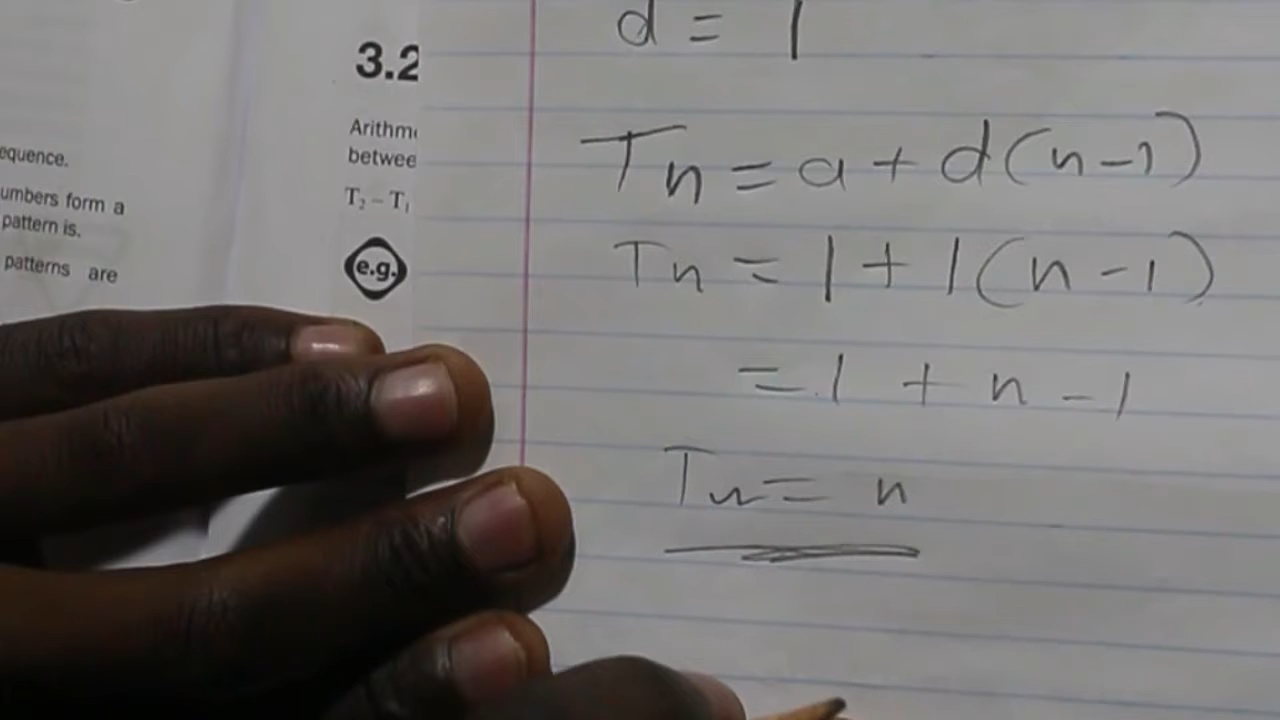 equence.
umbers form a
pattern is.
patterns are
3.2
Arithm
betwee
T₂ – T₁
e.g.
d = 1
Tn = a + d(n-1)
Tn = 1 + 1(n-1)
= 1 + n - 1
Tn = n